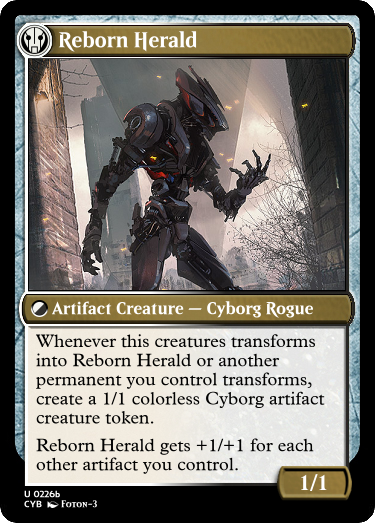 Reborn Herald
Artifact Creature — Cyborg Rogue
Whenever this creatures transforms
into Reborn Herald or another
permanent you control transforms,
create a 1/1 colorless Cyborg artifact
creature token.
Reborn Herald gets +1/+1 for each
other artifact you control.
1/1
U 0226b
CYB Foton-3